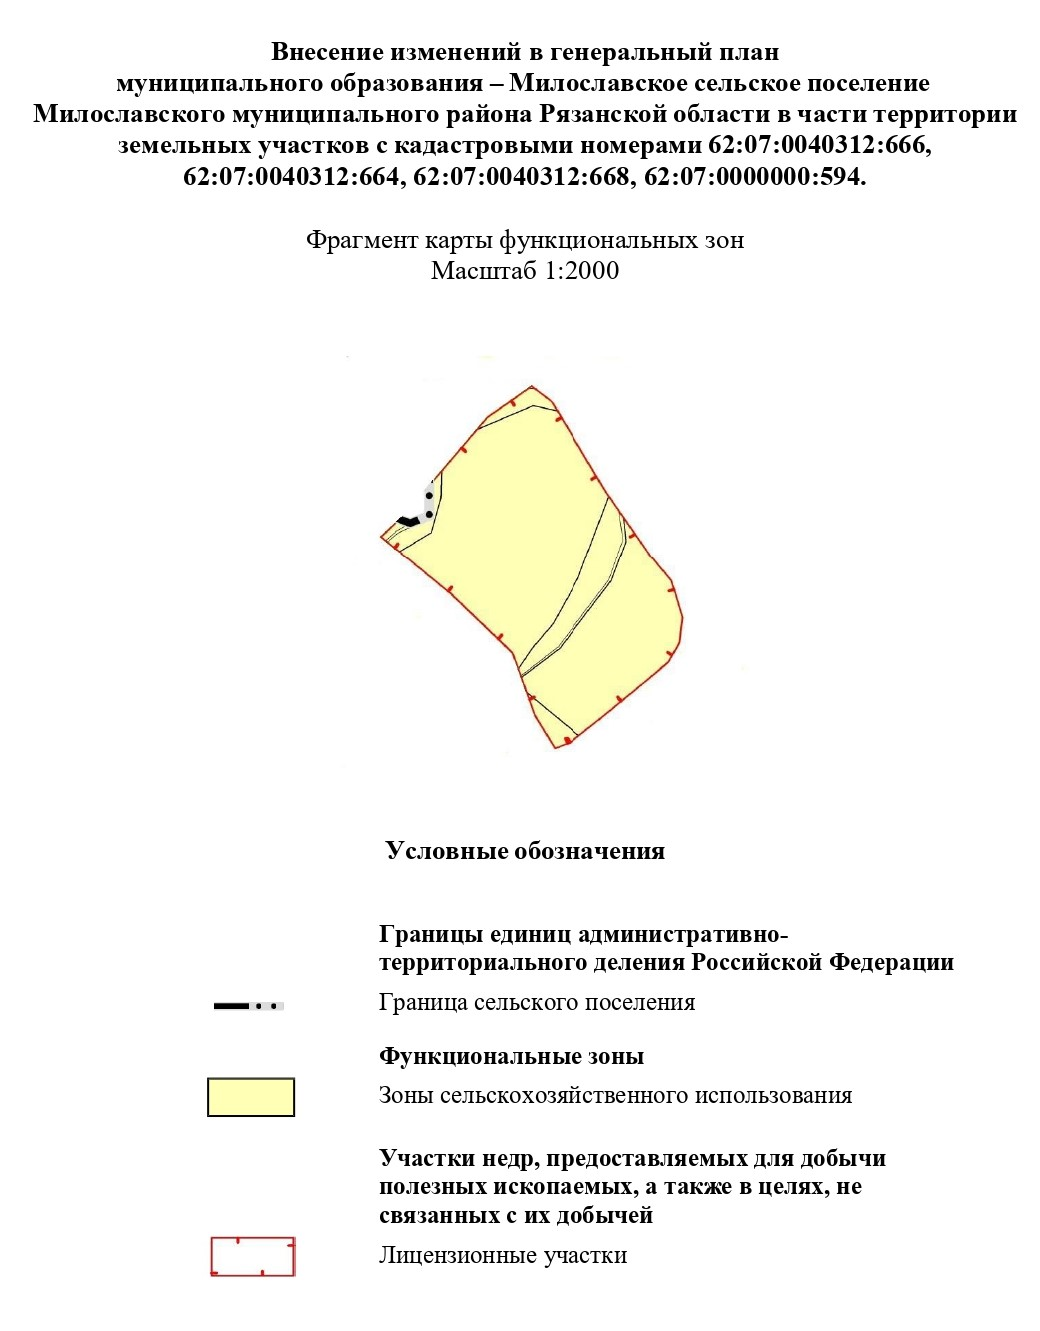 Внесение изменений в генеральный план
муниципального образования – Милославское сельское поселение
Милославского муниципального района Рязанской области в части территории
земельных участков с кадастровыми номерами 62:07:0040312:666,
62:07:0040312:664, 62:07:0040312:668, 62:07:0000000:594.
Фрагмент карты функциональных зон
Масштаб 1:2000
Условные обозначения
Границы единиц административно-
территориального деления Российской Федерации
Граница сельского поселения
Функциональные зоны
Зоны сельскохозяйственного использования
Участки недр, предоставляемых для добычи
полезных ископаемых, а также в целях, не
связанных с их добычей
Лицензионные участки